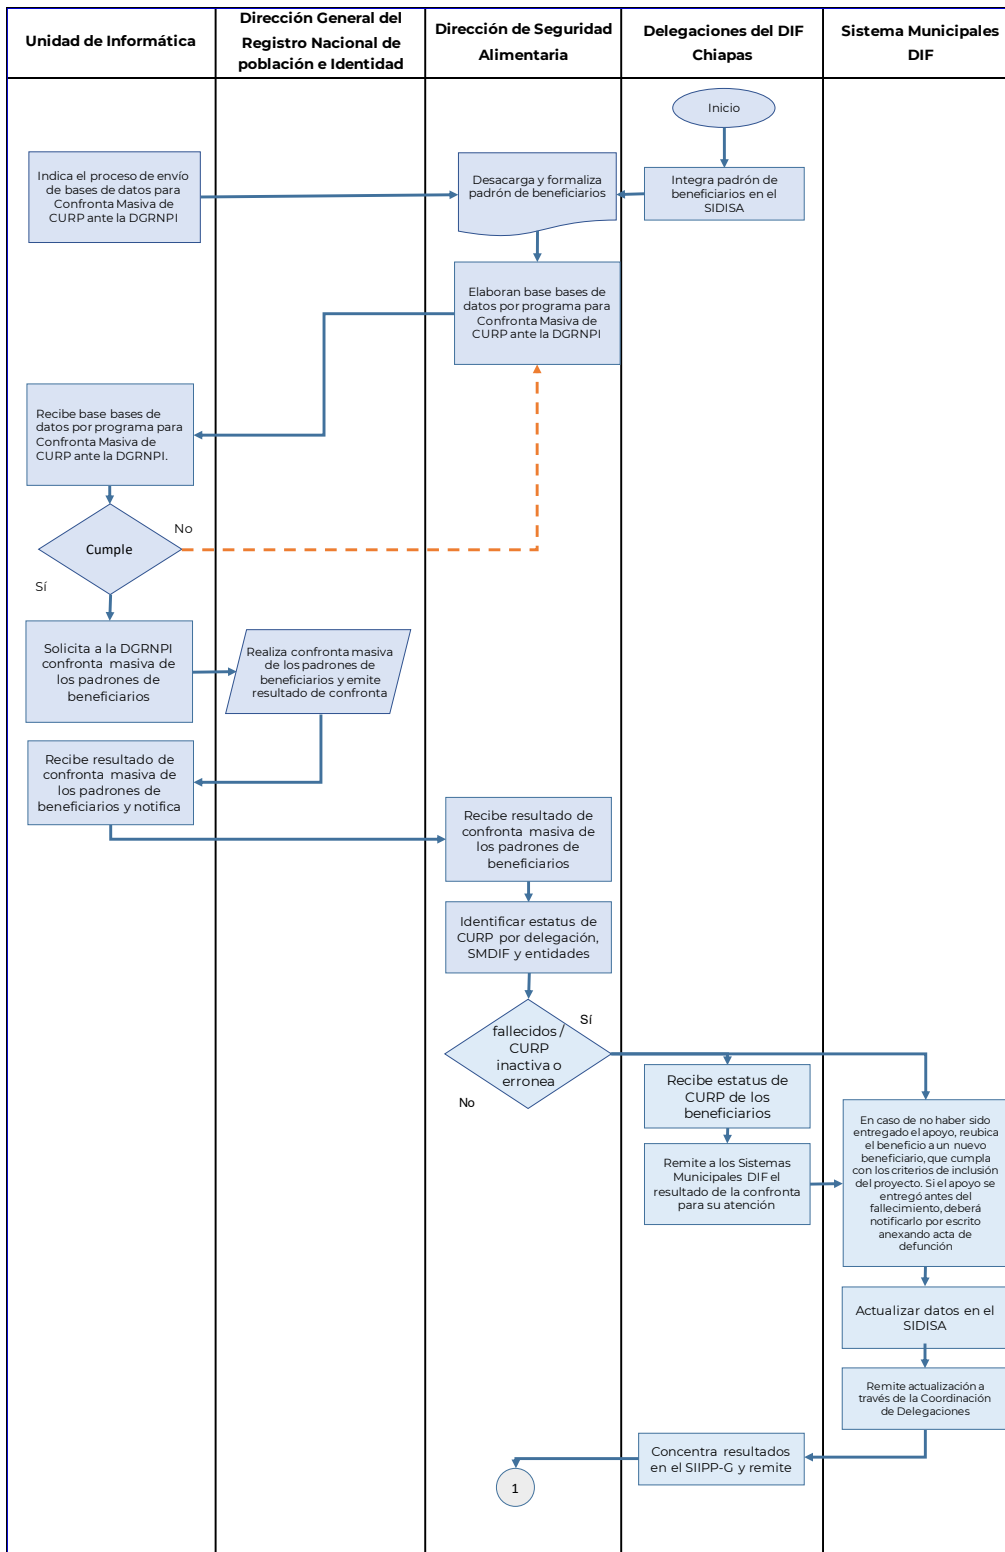 Unidad de Informática
Dirección General del
Registro Nacional de
población e Identidad
Dirección de Seguridad
Alimentaria
Delegaciones del DIF
Chiapas
Sistema Municipales
DIF
Inicio
Indica el proceso de envío
de bases de datos para
Confronta Masiva de
CURP ante la DGRNPI
Desacarga y formaliza
padrón de beneficiarios
Integra padrón de
beneficiarios en el
SIDISA
Elaboran base bases de
datos por programa para
Confronta Masiva de
CURP ante la DGRNPI
Recibe base bases de
datos por programa para
Confronta Masiva de
CURP ante la DGRNPI.
Cumple
No
Sí
Solicita a la DGRNPI
confronta masiva de
los padrones de
beneficiarios
Realiza confronta masiva
de los padrones de
beneficiarios y emite
resultado de confronta
Recibe resultado de
confronta masiva de
los padrones de
beneficiarios y notifica
Recibe resultado de
confronta masiva de
los padrones de
beneficiarios
Identificar estatus de
CURP por delegación,
SMDIF y entidades
fallecidos /
CURP
inactiva o
erronea
Sí
No
Recibe estatus de
CURP de los
beneficiarios
Remite a los Sistemas
Municipales DIF el
resultado de la confronta
para su atención
En caso de no haber sido
entregado el apoyo, reubica
el beneficio a un nuevo
beneficiario, que cumpla
con los criterios de inclusión
del proyecto. Si el apoyo se
entregó antes del
fallecimiento, deberá
notificarlo por escrito
anexando acta de
defunción
Actualizar datos en el
SIDISA
Remite actualización a
través de la Coordinación
de Delegaciones
Concentra resultados
en el SIIPP-G y remite
1